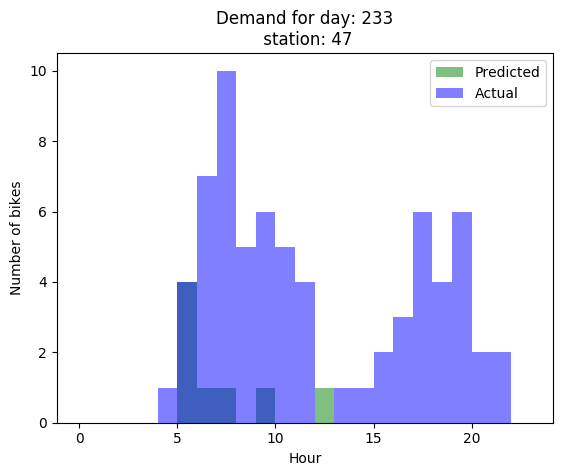 Demand for day: 233
station: 47
Predicted
Actual
Number of bikes
10
8
6
4
2
0
0 5 10 15 20
Hour